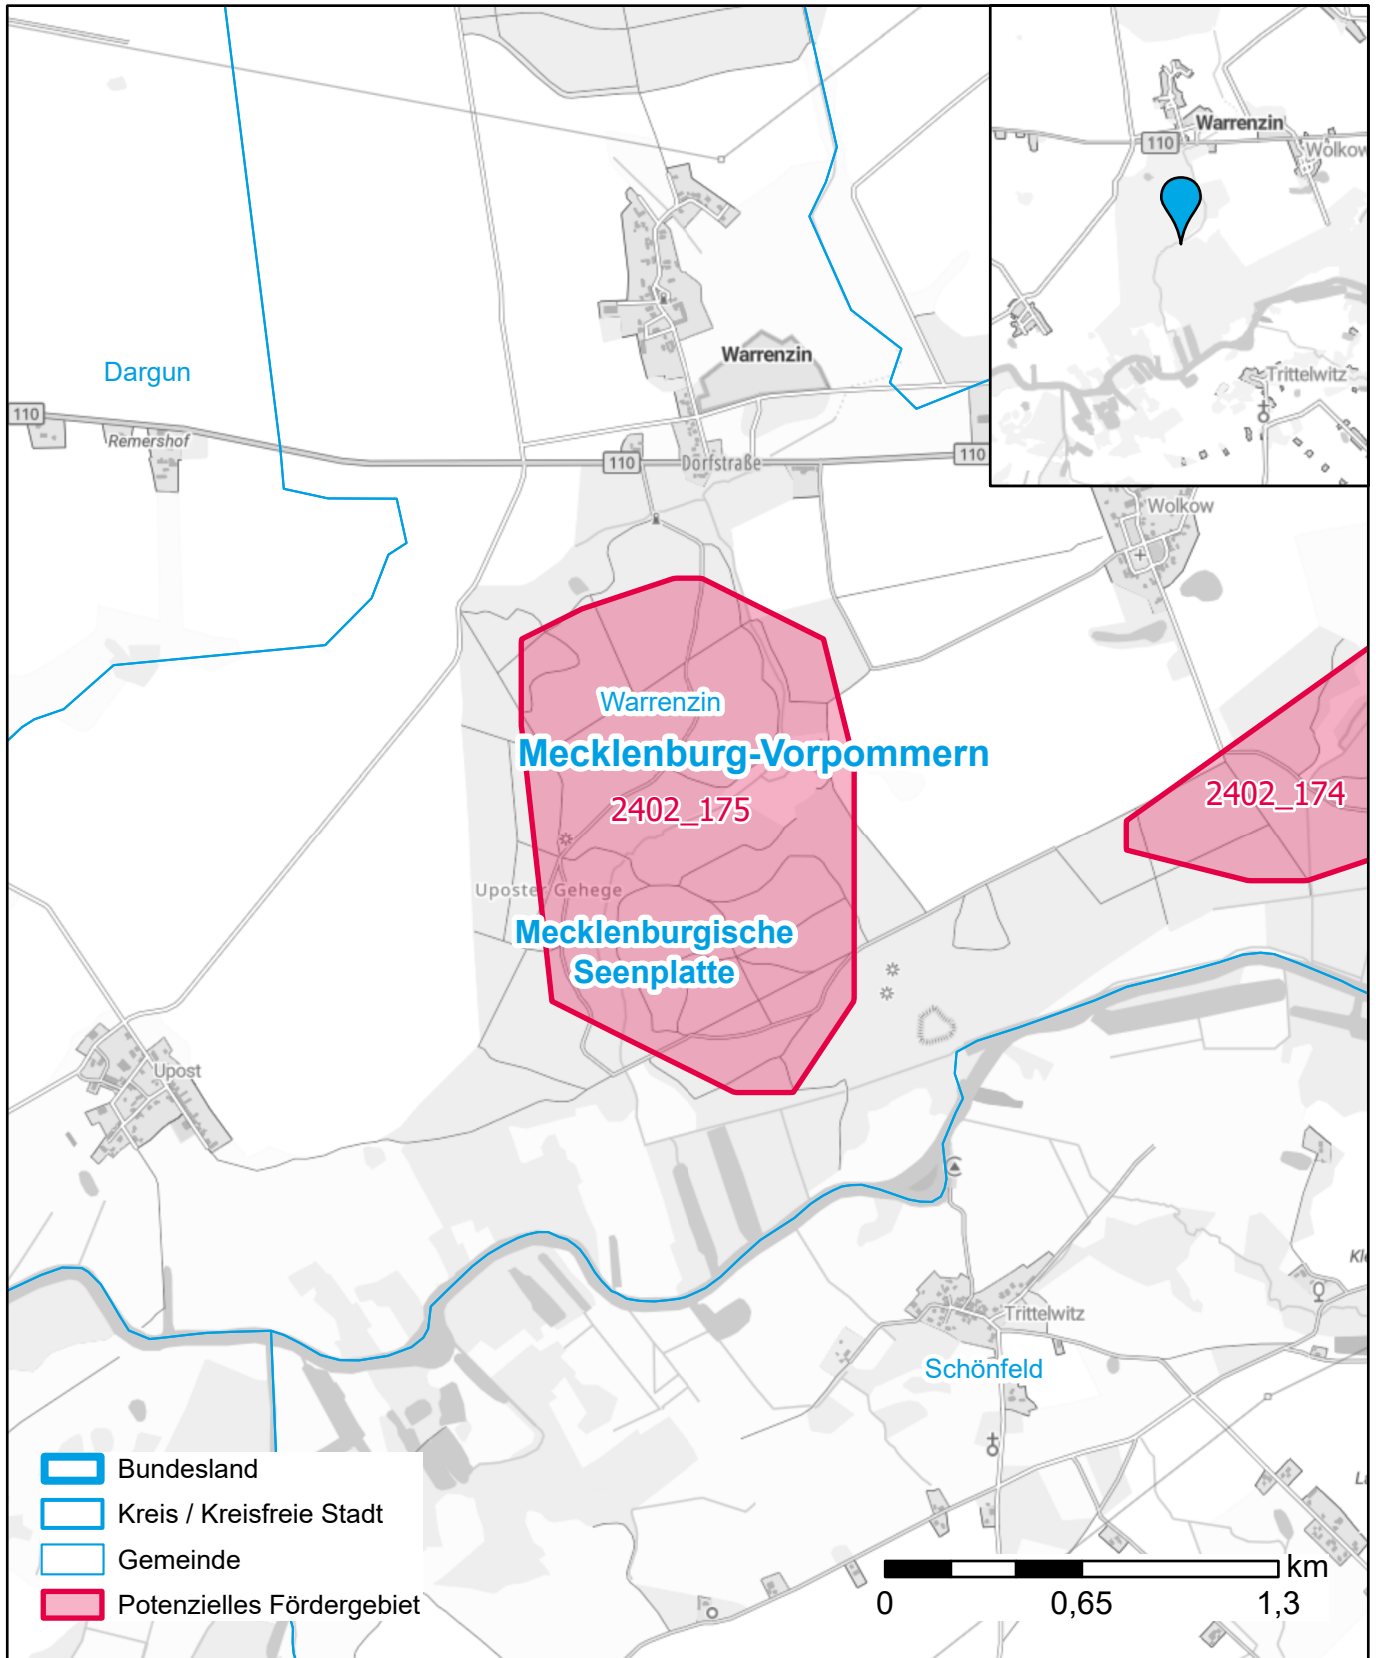 Warrenzin
110
Wolkow
Trittelwitz
Warrenzin
Dargun
110
Remershof
110
Dorfstraße
110
Wolkow
Warrenzin
Mecklenburg-Vorpommern
2402_175
2402_174
Uposter Gehege
Mecklenburgische
Seenplatte
Upost
Trittelwitz
Schönfeld
Bundesland
Kreis / Kreisfreie Stadt
Gemeinde
Potenzielles Fördergebiet
km
0 0,65 1,3